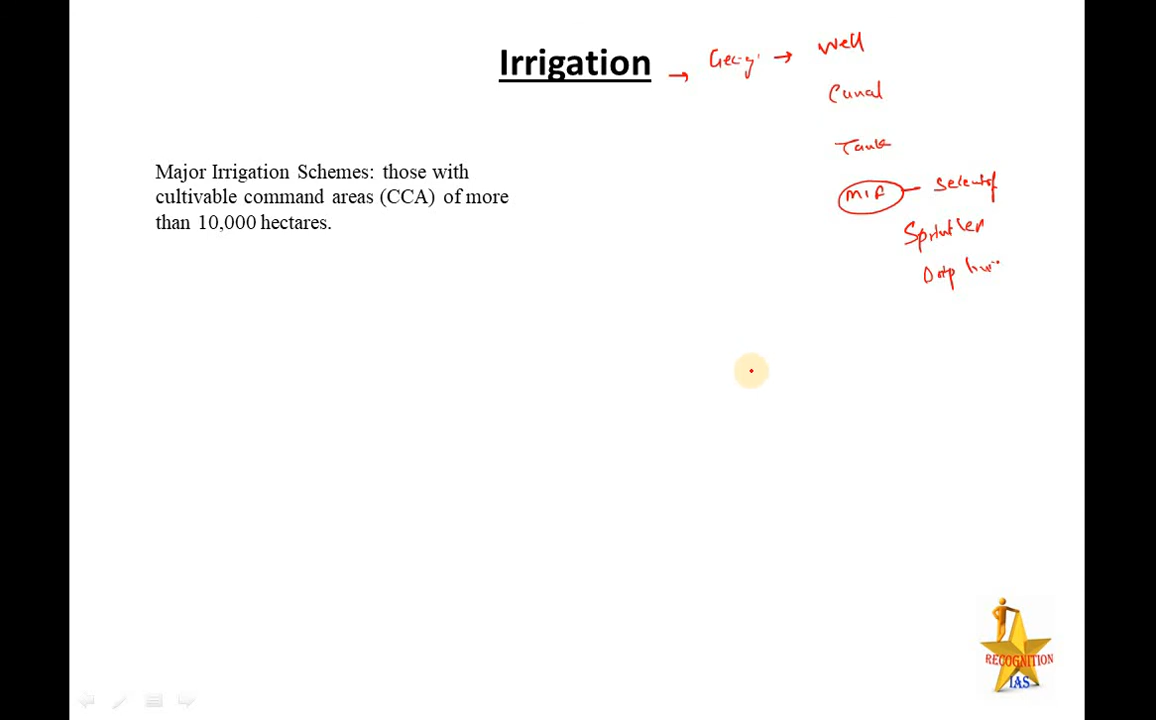 Irrigation
→ →
Well
Canal
Tank
Major Irrigation Schemes: those with
cultivable command areas (CCA) of more
than 10,000 hectares.
Sprinkler
RECOGNITION
IAS